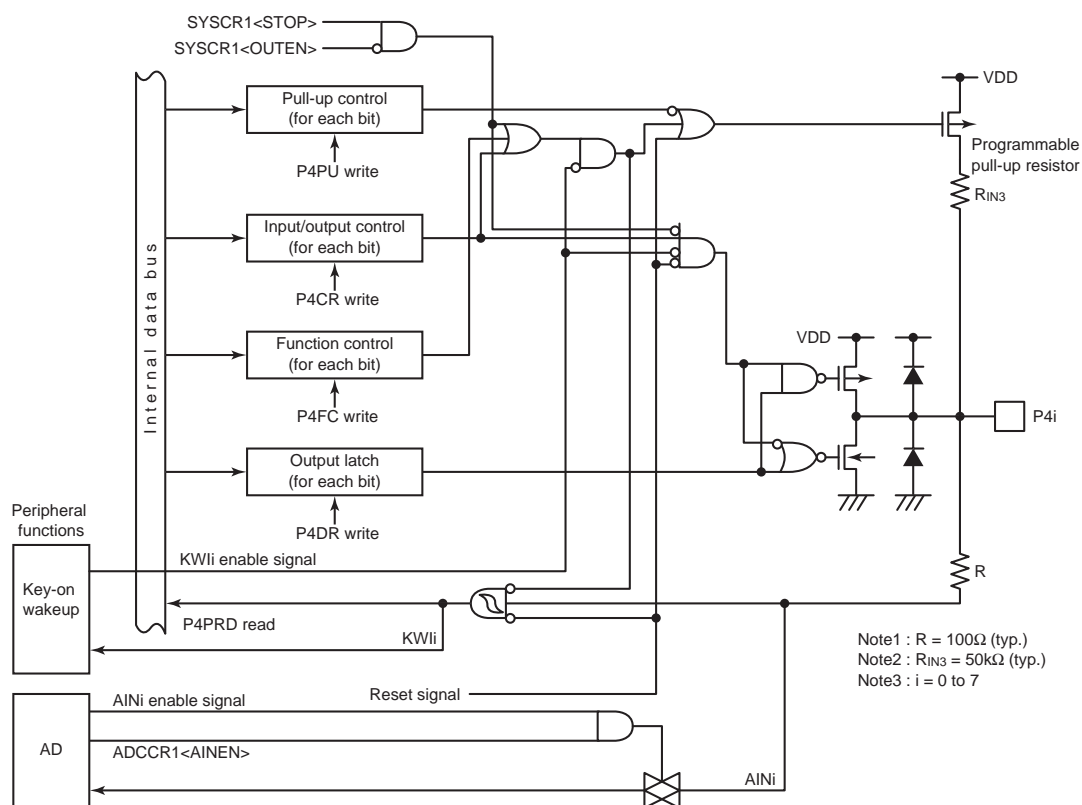 SYSCR1<STOP>
SYSCR1<OUTEN>
VDD
Pull-up control
(for each bit)
P4PU write
Programmable
pull-up resistor
RIN3
Internal data bus
Input/output control
(for each bit)
P4CR write
Function control
(for each bit)
P4FC write
VDD
P4i
Output latch
(for each bit)
P4DR write
Peripheral
functions
Key-on
wakeup
KWIi enable signal
R
P4PRD read
KWIi
Note1 : R = 100Ω (typ.)
Note2 : RIN3 = 50kΩ (typ.)
Note3 : i = 0 to 7
Reset signal
AD
AINi enable signal
ADCCR1<AINEN>
AINi